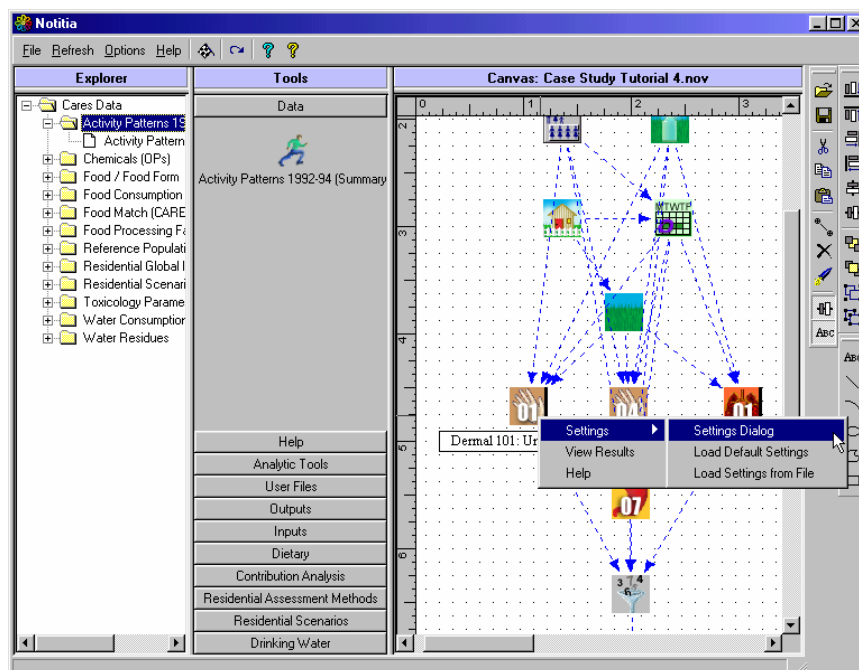 Notitia
File Refresh Options Help
Explorer
Cares Data
Activity Patterns 19
Activity Pattern
Chemicals (OPs)
Food / Food Form
Food Consumption
Food Match (CARE
Food Processing Fa
Reference Populati
Residential Global I
Residential Scenari
Toxicology Parame
Water Consumption
Water Residues
Tools
Data
Activity Patterns 1992-94 (Summary
Help
Analytic Tools
User Files
Outputs
Inputs
Dietary
Contribution Analysis
Residential Assessment Methods
Residential Scenarios
Drinking Water
Canvas: Case Study Tutorial 4.nov
0 1 2 3
2
3
4
5
6
MTWTF
01 04 01
Dermal 101: Ur
Settings
View Results
Help
Settings Dialog
Load Default Settings
Load Settings from File
07
3 7 4
6
ABC
ABC